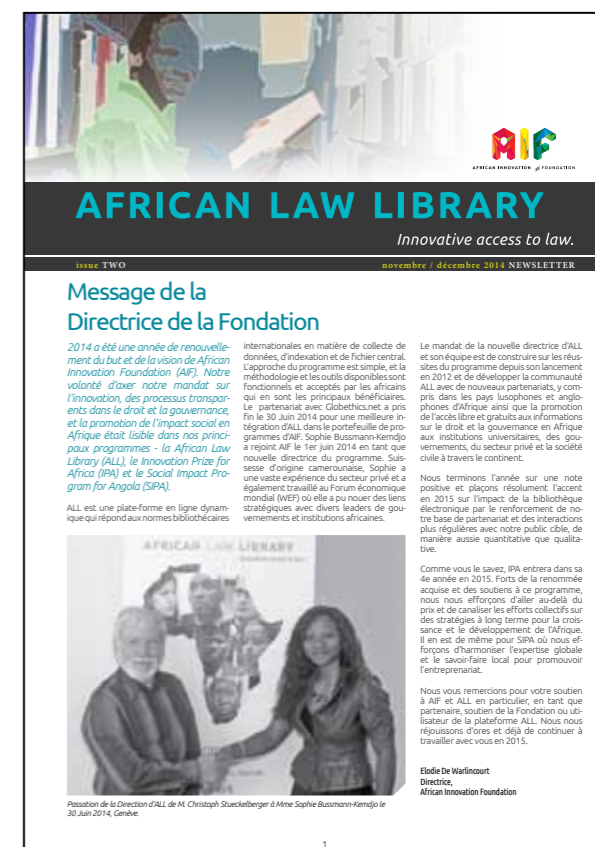 AIF
AFRICAN INNOVATION FOUNDATION
AFRICAN LAW LIBRARY
Innovative access to law.
issue TWO
novembre / décembre 2014 NEWSLETTER
Message de la
Directrice de la Fondation
2014 a été une année de renouvelle-
ment du but et de la vision de African
Innovation Foundation (AIF). Notre
volonté d'axer notre mandat sur
l'innovation, des processus transpar-
ents dans le droit et la gouvernance,
et la promotion de l'impact social en
Afrique était lisible dans nos princi-
paux programmes - la African Law
Library (ALL), le Innovation Prize for
Africa (IPA) et le Social Impact Pro-
gram for Angola (SIPA).
ALL est une plate-forme en ligne dynam-
ique qui répond aux normes bibliothécaires
internationales en matière de collecte de
données, d'indexation et de fichier central.
L'approche du programme est simple, et la
méthodologie et les outils disponibles sont
fonctionnels et acceptés par les africains
qui en sont les principaux bénéficiaires.
Le partenariat avec Globethics.net a pris
fin le 30 Juin 2014 pour une meilleure in-
tégration d'ALL dans le portefeuille de pro-
grammes d'AIF. Sophie Bussmann-Kemdjo
a rejoint AIF le 1er juin 2014 en tant que
nouvelle directrice du programme. Suis-
sesse d'origine camerounaise, Sophie a
une vaste expérience du secteur privé et a
également travaillé au Forum économique
mondial (WEF) où elle a pu nouer des liens
stratégiques avec divers leaders de gou-
vernements et institutions africaines.
AFRICAN LAW LIBRARY
Passation de la Direction d'ALL de M. Christoph Stueckelberger à Mme Sophie Bussmann-Kemdjo le
30 Juin 2014, Genève.
Le mandat de la nouvelle directrice d'ALL
et son équipe est de construire sur les réus-
sites du programme depuis son lancement
en 2012 et de développer la communauté
ALL avec de nouveaux partenariats, y com-
pris dans les pays lusophones et anglo-
phones d'Afrique ainsi que la promotion
de l'accès libre et gratuits aux informations
sur le droit et la gouvernance en Afrique
aux institutions universitaires, des gou-
vernements, du secteur privé et la société
civile à travers le continent.
Nous terminons l'année sur une note
positive et plaçons résolument l'accent
en 2015 sur l'impact de la bibliothèque
électronique par le renforcement de no-
tre base de partenariat et des interactions
plus régulières avec notre public cible, de
manière aussie quantitative que qualita-
tive.
Comme vous le savez, IPA entrera dans sa
4e année en 2015. Forts de la renommée
acquise et des soutiens à ce programme,
nous nous efforçons d'aller au-delà du
prix et de canaliser les efforts collectifs sur
des stratégies à long terme pour la crois-
sance et le développement de l'Afrique.
Il en est de même pour SIPA où nous ef-
forçons d'harmoniser l'expertise globale
et le savoir-faire local pour promouvoir
l'entreprenariat.
Nous vous remercions pour votre soutien
à AIF et ALL en particulier, en tant que
partenaire, soutien de la Fondation ou uti-
lisateur de la plateforme ALL. Nous nous
réjouissons d'ores et déjà de continuer à
travailler avec vous en 2015.
Elodie De Warlincourt
Directrice,
African Innovation Foundation
1